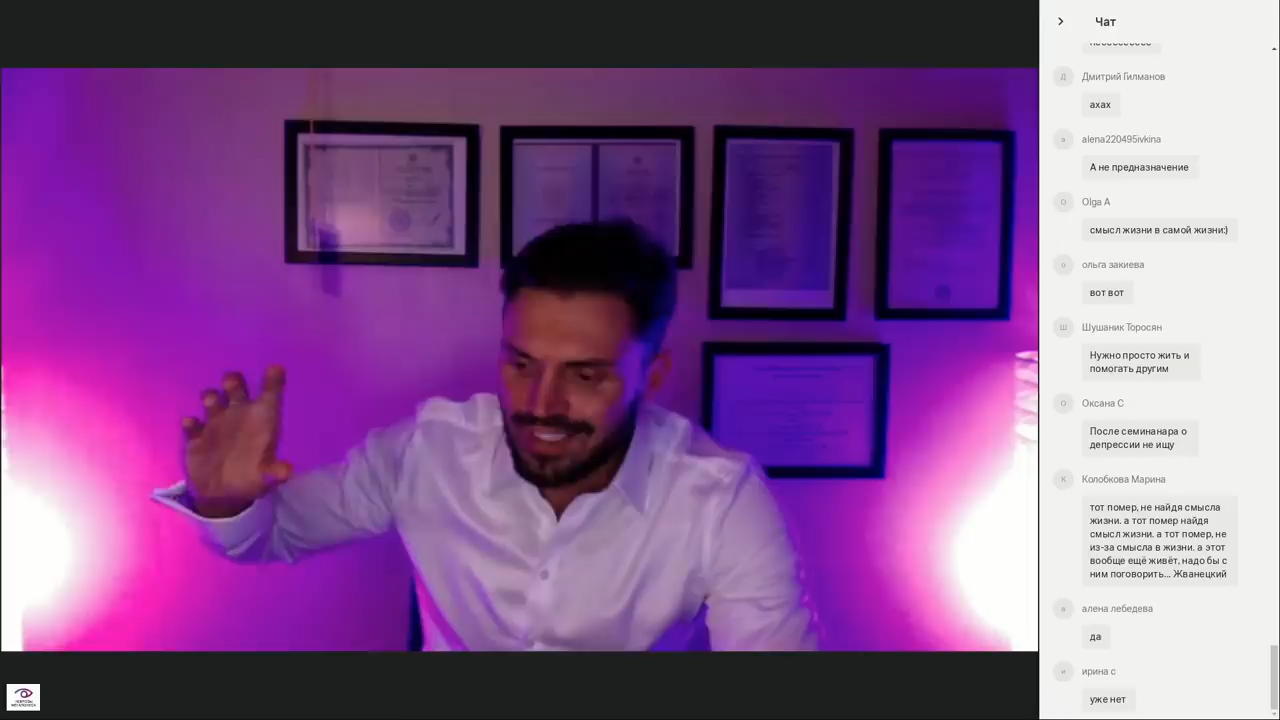 Чат
Дмитрий Гилманов
Д
ахах
alena220495ivkina
а
А не предназначение
Olga A
O
смысл жизни в самой жизни:)
ольга закиева
о
вот вот
Шушаник Торосян
Ш
Нужно просто жить и
помогать другим
Оксана С
О
После семинанара о
депрессии не ищу
Колобкова Марина
К
тот помер, не найдя смысла
жизни. а тот помер найдя
смысл жизни. а тот помер, не
из-за смысла в жизни. а этот
вообще ещё живёт, надо бы с
ним поговорить... Жванецкий
алена лебедева
а
да
ирина с
и
уже нет